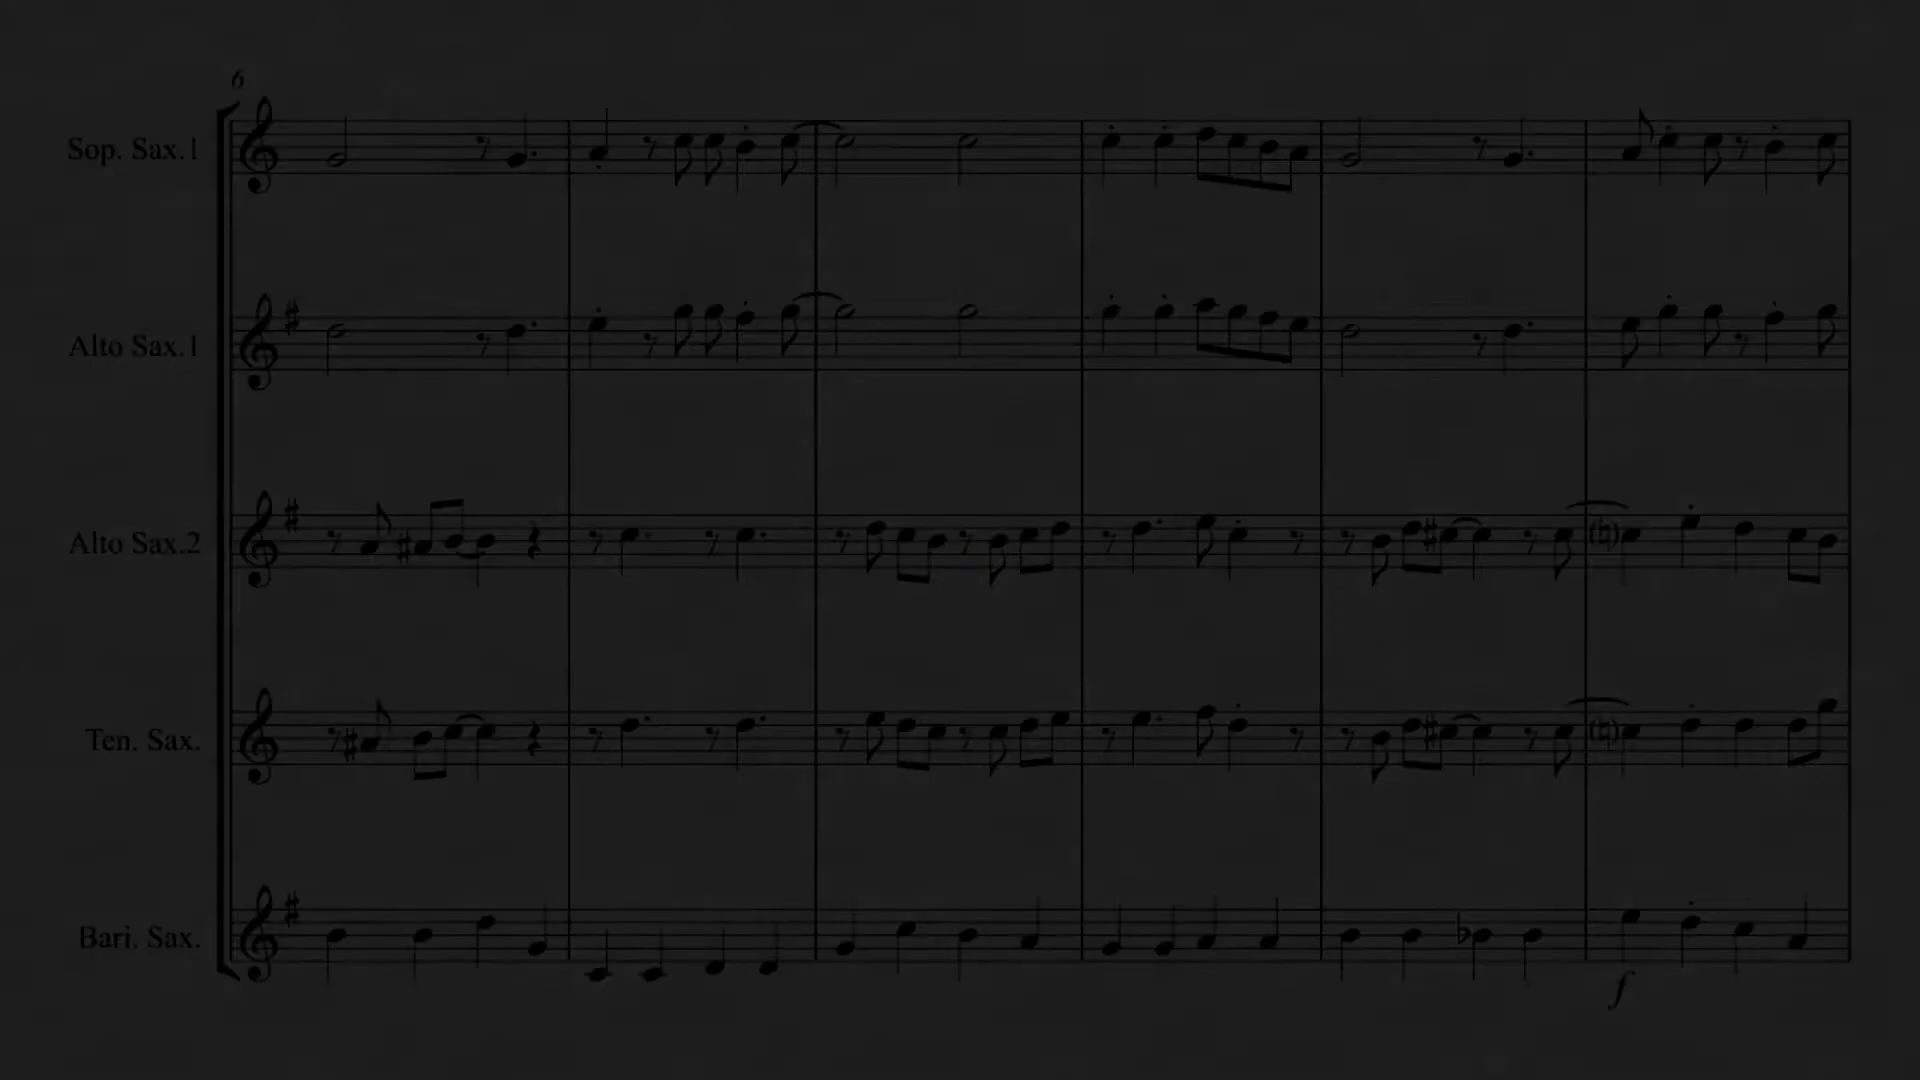 6
Sop. Sax.1
Alto Sax.1
Alto Sax.2
Ten. Sax.
Bari. Sax.
f